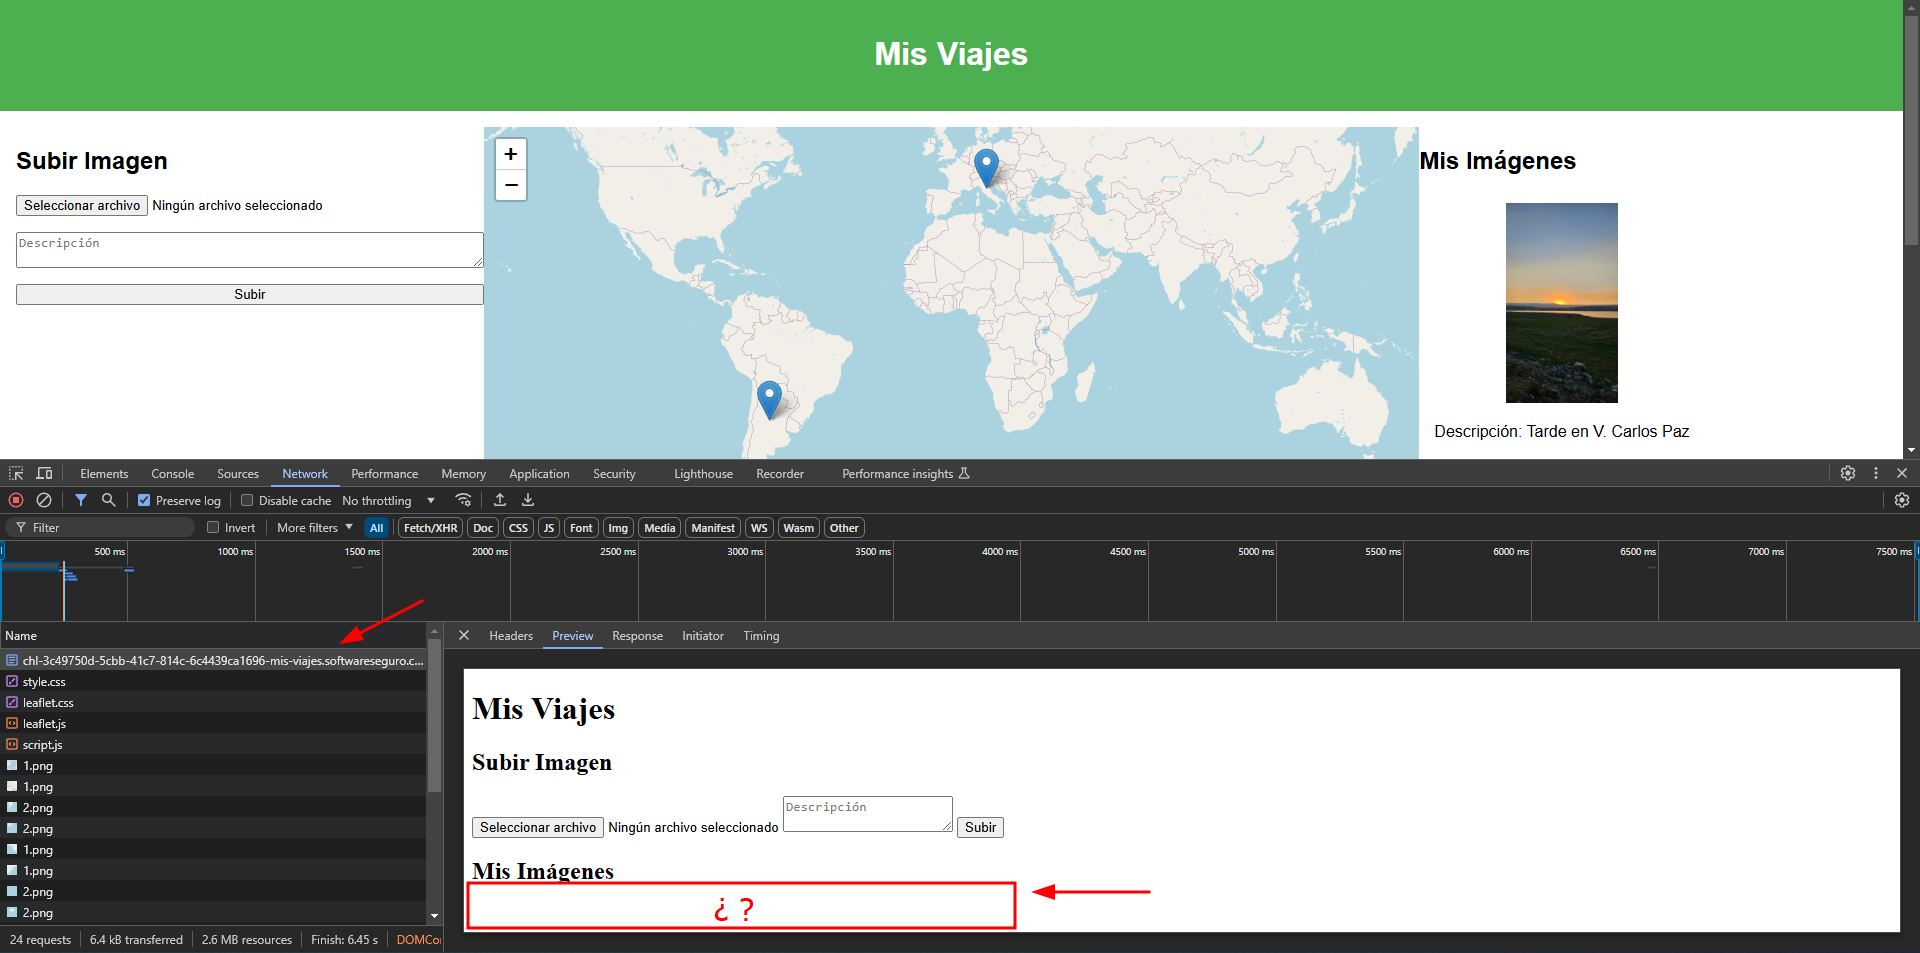 Mis Viajes
Subir Imagen
Seleccionar archivo Ningún archivo seleccionado
Descripción
Subir
+
−
Mis Imágenes
Descripción: Tarde en V. Carlos Paz
Elements Console Sources Network Performance Memory Application Security Lighthouse Recorder Performance insights
Preserve log Disable cache No throttling
Filter Invert More filters All Fetch/XHR Doc CSS JS Font Img Media Manifest WS Wasm Other
500 ms 1000 ms 1500 ms 2000 ms 2500 ms 3000 ms 3500 ms 4000 ms 4500 ms 5000 ms 5500 ms 6000 ms 6500 ms 7000 ms 7500 ms
Name
chl-3c49750d-5cbb-41c7-814c-6c4439ca1696-mis-viajes.softwareseguro.c...
style.css
leaflet.css
leaflet.js
script.js
1.png
1.png
2.png
2.png
1.png
1.png
2.png
2.png
24 requests 6.4 kB transferred 2.6 MB resources Finish: 6.45 s DOMCo
Headers Preview Response Initiator Timing
Mis Viajes
Subir Imagen
Seleccionar archivo Ningún archivo seleccionado Descripción Subir
Mis Imágenes
¿ ?